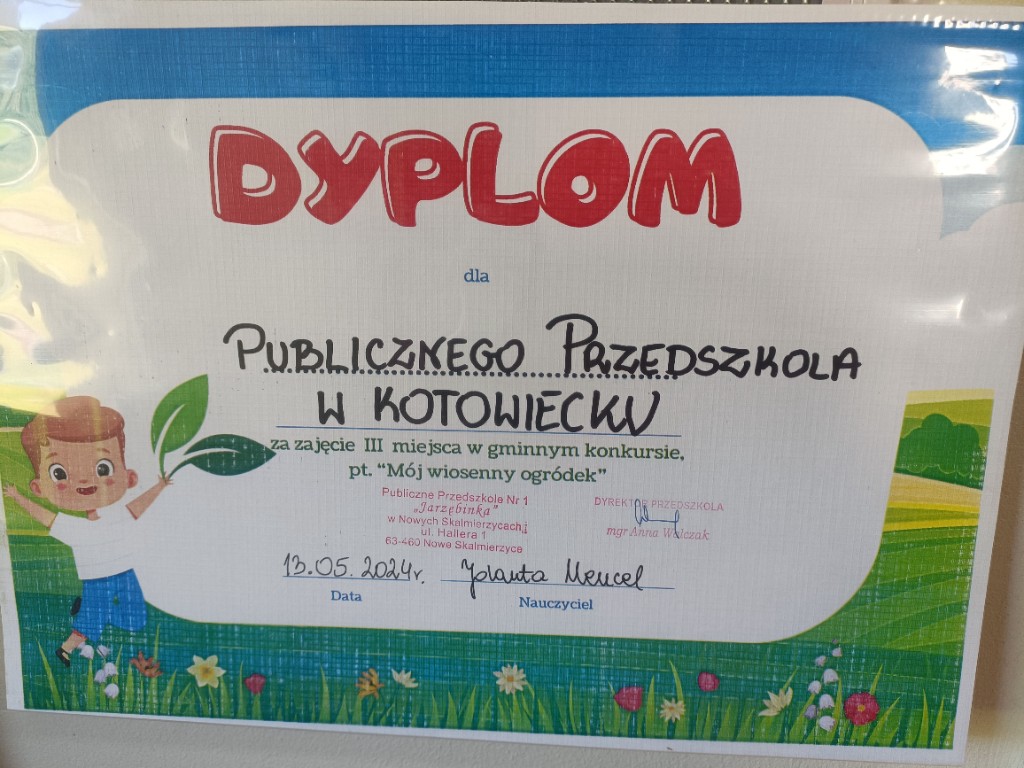 DYPLOM
dla
PUBLICZNEGO PRZEDSZKOLA
W KOTOWIECKU
za zajęcie III miejsca w gminnym konkursie,
pt. "Mój wiosenny ogródek"
Publiczne Przedszkole Nr 1
„Jarzębinka"
w Nowych Skalmierzycach
ul. Hallera 1
63-460 Nowe Skalmierzyce
DYREKTOR PRZEDSZKOLA
mgr Anna Walczak
13.05.2024r. Jolanta Mencel
Data Nauczyciel